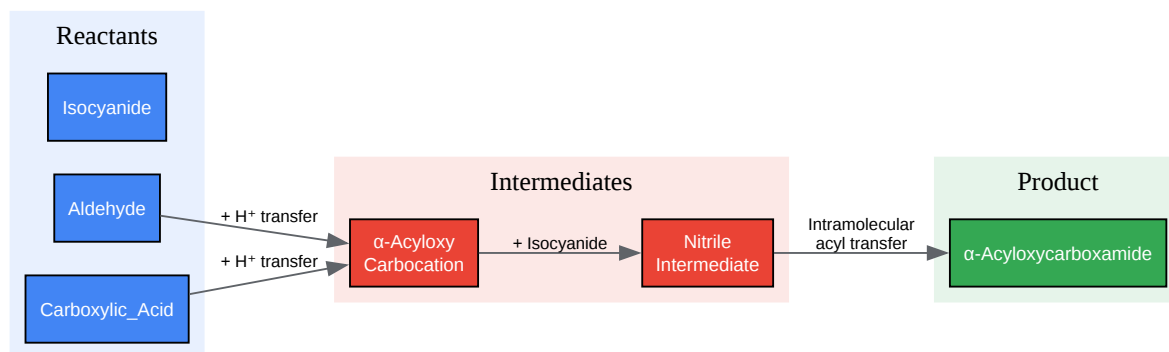 Reactants
Isocyanide
Aldehyde
Carboxylic_Acid
+ H⁺ transfer
+ H⁺ transfer
Intermediates
α-Acyloxy
Carbocation
+ Isocyanide
Nitrile
Intermediate
Intramolecular
acyl transfer
Product
α-Acyloxycarboxamide